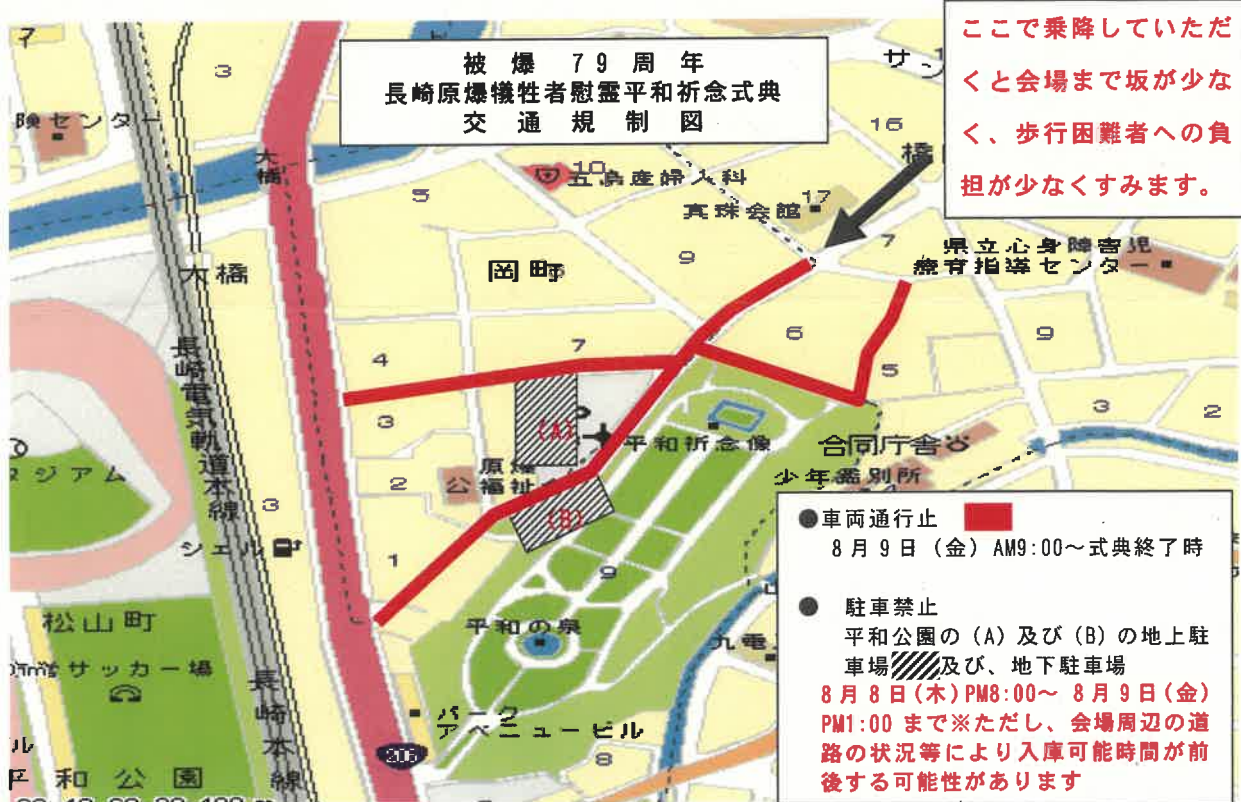 被爆 79 周年
長崎原爆犠牲者慰霊平和祈念式典
交通規制図
ここで乗降していただ
くと会場まで坂が少な
く、歩行困難者への負
担が少なくすみます。
7
3
大橋
16
10
五島産婦人科
17
真珠会館
5
9
7
県立心身障害児
療育指導センター
大橋
岡町
6
9
4
7
5
3
3
2
長崎電気軌道本線
(A)
平和祈念像
合同庁舎
少年鑑別所
2
タジアム
3
(B)
シェル
1
9
平和の泉
松山町
サッカー場
長崎本線
パーク
アベニュービル
206
8
平和公園
●車両通行止
8月9日(金)AM9:00～式典終了時
● 駐車禁止
平和公園の(A)及び(B)の地上駐
車場 及び、地下駐車場
8月8日(木)PM8:00～ 8月9日(金)
PM1:00 まで※ただし、会場周辺の道
路の状況等により入庫可能時間が前
後する可能性があります